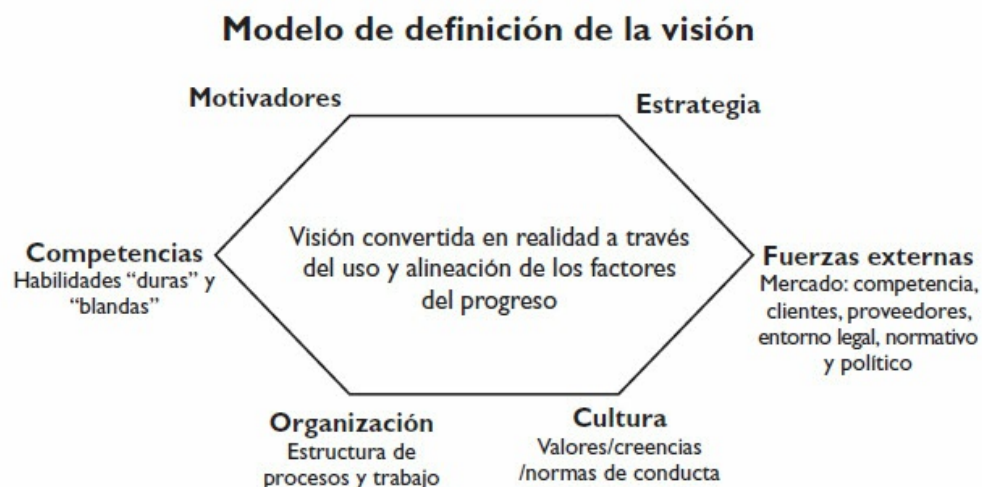 Modelo de definición de la visión
Motivadores
Estrategia
Competencias
Habilidades “duras” y
“blandas”
Visión convertida en realidad a través
del uso y alineación de los factores
del progreso
Fuerzas externas
Mercado: competencia,
clientes, proveedores,
entorno legal, normativo
y político
Organización
Estructura de
procesos y trabajo
Cultura
Valores/creencias
/normas de conducta